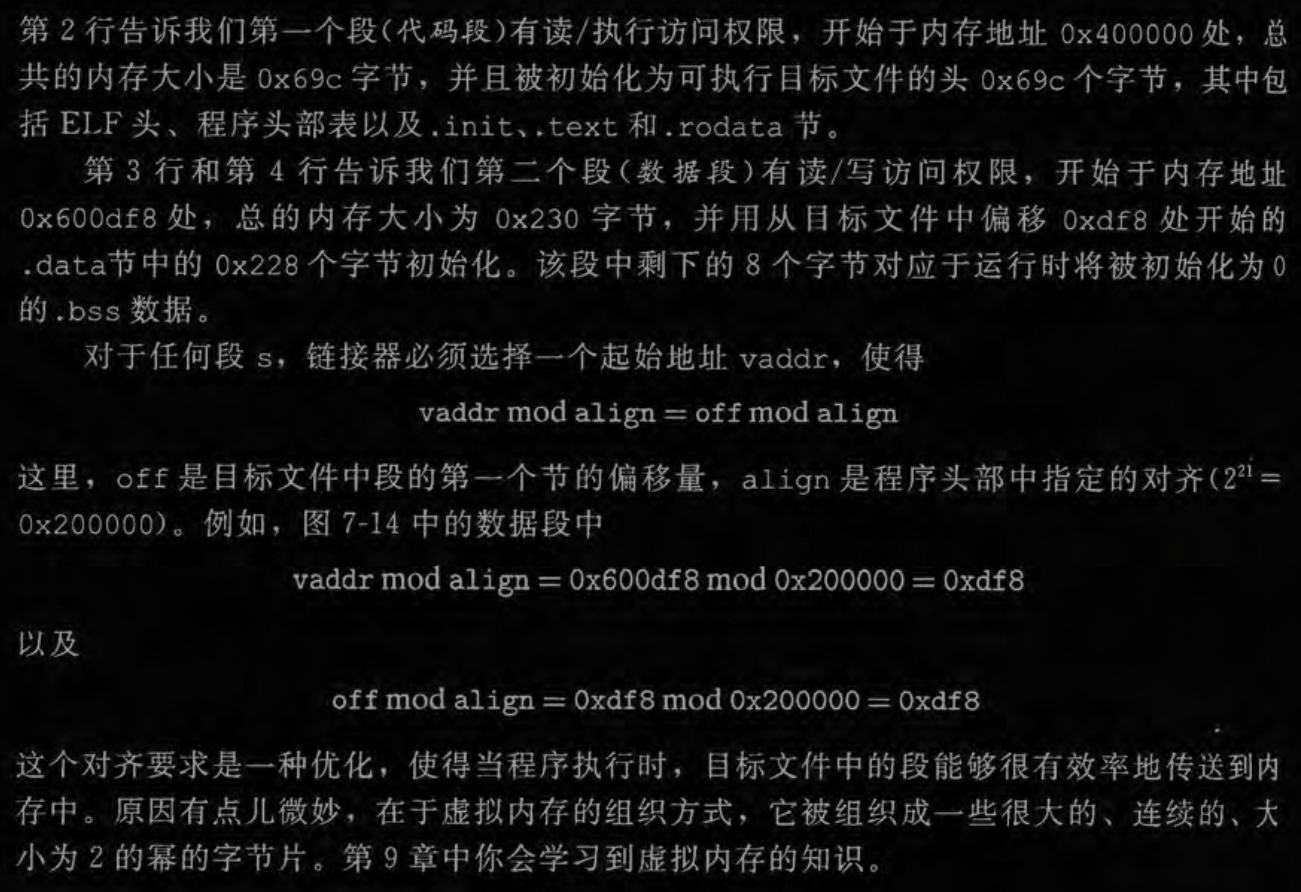 第 2 行告诉我们第一个段(代码段)有读/执行访问权限，开始于内存地址 0x400000 处，总
共的内存大小是 0x69c 字节，并且被初始化为可执行目标文件的头 0x69c 个字节，其中包
括 ELF 头、程序头部表以及.init、.text 和.rodata 节。
第 3 行和第 4 行告诉我们第二个段(数据段)有读/写访问权限，开始于内存地址
0x600df8 处，总的内存大小为 0x230 字节，并用从目标文件中偏移 0xdf8 处开始的
.data节中的 0x228 个字节初始化。该段中剩下的 8 个字节对应于运行时将被初始化为0
的.bss 数据。
对于任何段 s，链接器必须选择一个起始地址 vaddr，使得
vaddr mod align = off mod align
这里，off 是目标文件中段的第一个节的偏移量，align 是程序头部中指定的对齐(2²¹ =
0x200000)。例如，图 7-14 中的数据段中
vaddr mod align = 0x600df8 mod 0x200000 = 0xdf8
以及
off mod align = 0xdf8 mod 0x200000 = 0xdf8
这个对齐要求是一种优化，使得当程序执行时，目标文件中的段能够很有效率地传送到内
存中。原因有点儿微妙，在于虚拟内存的组织方式，它被组织成一些很大的、连续的、大
小为 2 的幂的字节片。第 9 章中你会学习到虚拟内存的知识。